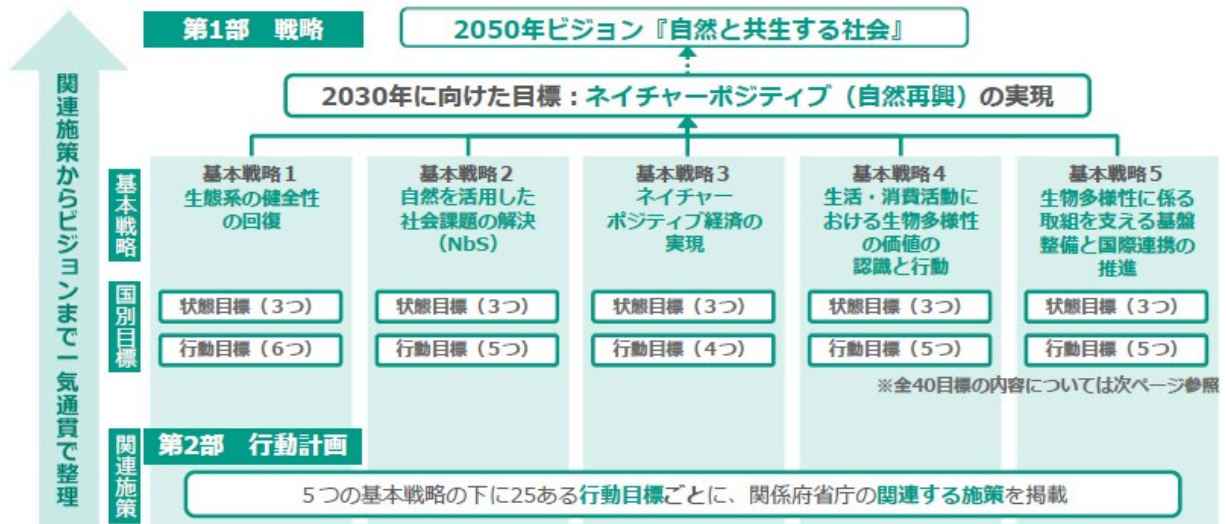 第1部 戦略
2050年ビジョン『自然と共生する社会』
2030年に向けた目標：ネイチャーポジティブ（自然再興）の実現
関連施策からビジョンまで一気通貫で整理
基本戦略
基本戦略1
生態系の健全性
の回復
基本戦略2
自然を活用した
社会課題の解決
（NbS）
基本戦略3
ネイチャー
ポジティブ経済の
実現
基本戦略4
生活・消費活動に
おける生物多様性
の価値の
認識と行動
基本戦略5
生物多様性に係る
取組を支える基盤
整備と国際連携の
推進
国別目標
状態目標（3つ）
状態目標（3つ）
状態目標（3つ）
状態目標（3つ）
状態目標（3つ）
行動目標（6つ）
行動目標（5つ）
行動目標（4つ）
行動目標（5つ）
行動目標（5つ）
※全40目標の内容については次ページ参照
関連施策
第2部 行動計画
５つの基本戦略の下に25ある行動目標ごとに、関係府省庁の関連する施策を掲載